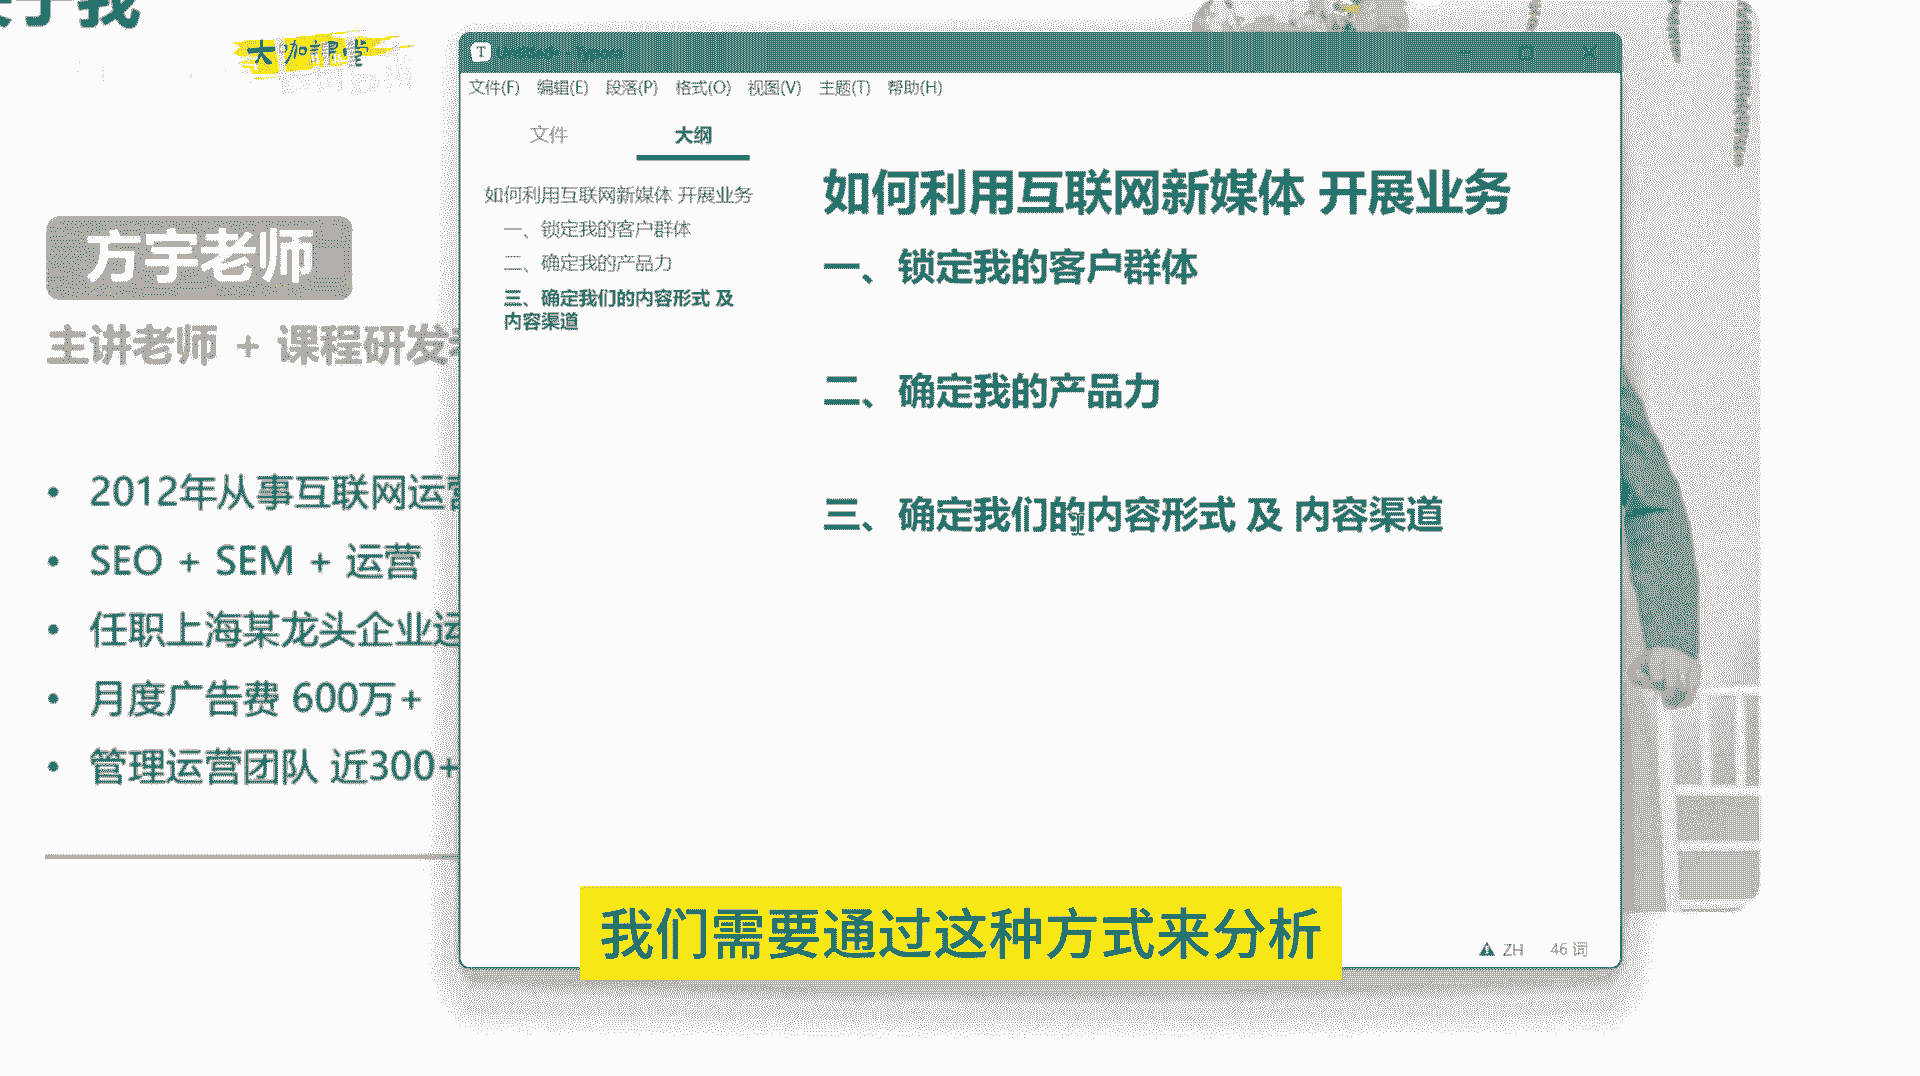 于我
大咖课堂
方宇老师
主讲老师 + 课程研发
2012年从事互联网运营
SEO + SEM + 运营
任职上海某龙头企业运
月度广告费 600万+
管理运营团队 近300+
Untitled - Typora
文件(F) 编辑(E) 段落(P) 格式(O) 视图(V) 主题(T) 帮助(H)
文件 大纲
如何利用互联网新媒体 开展业务
一、锁定我的客户群体
二、确定我的产品力
三、确定我们的内容形式 及
内容渠道
如何利用互联网新媒体 开展业务
一、锁定我的客户群体
二、确定我的产品力
三、确定我们的内容形式 及 内容渠道
ZH 46 词
我们需要通过这种方式来分析